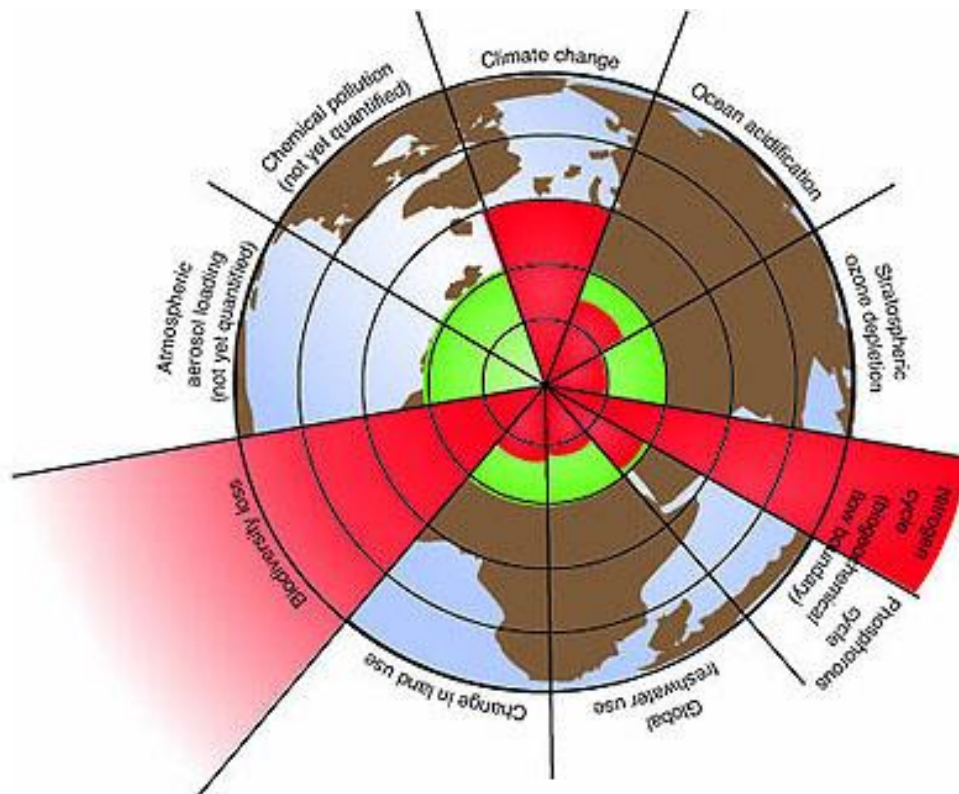 Climate change
Ocean acidification
Stratospheric
ozone depletion
Nitrogen
cycle
(biogeochemical
flow boundary)
Phosphorous
cycle
Global
freshwater use
Change in land use
Biodiversity loss
Atmospheric
aerosol loading
(not yet quantified)
Chemical pollution
(not yet quantified)